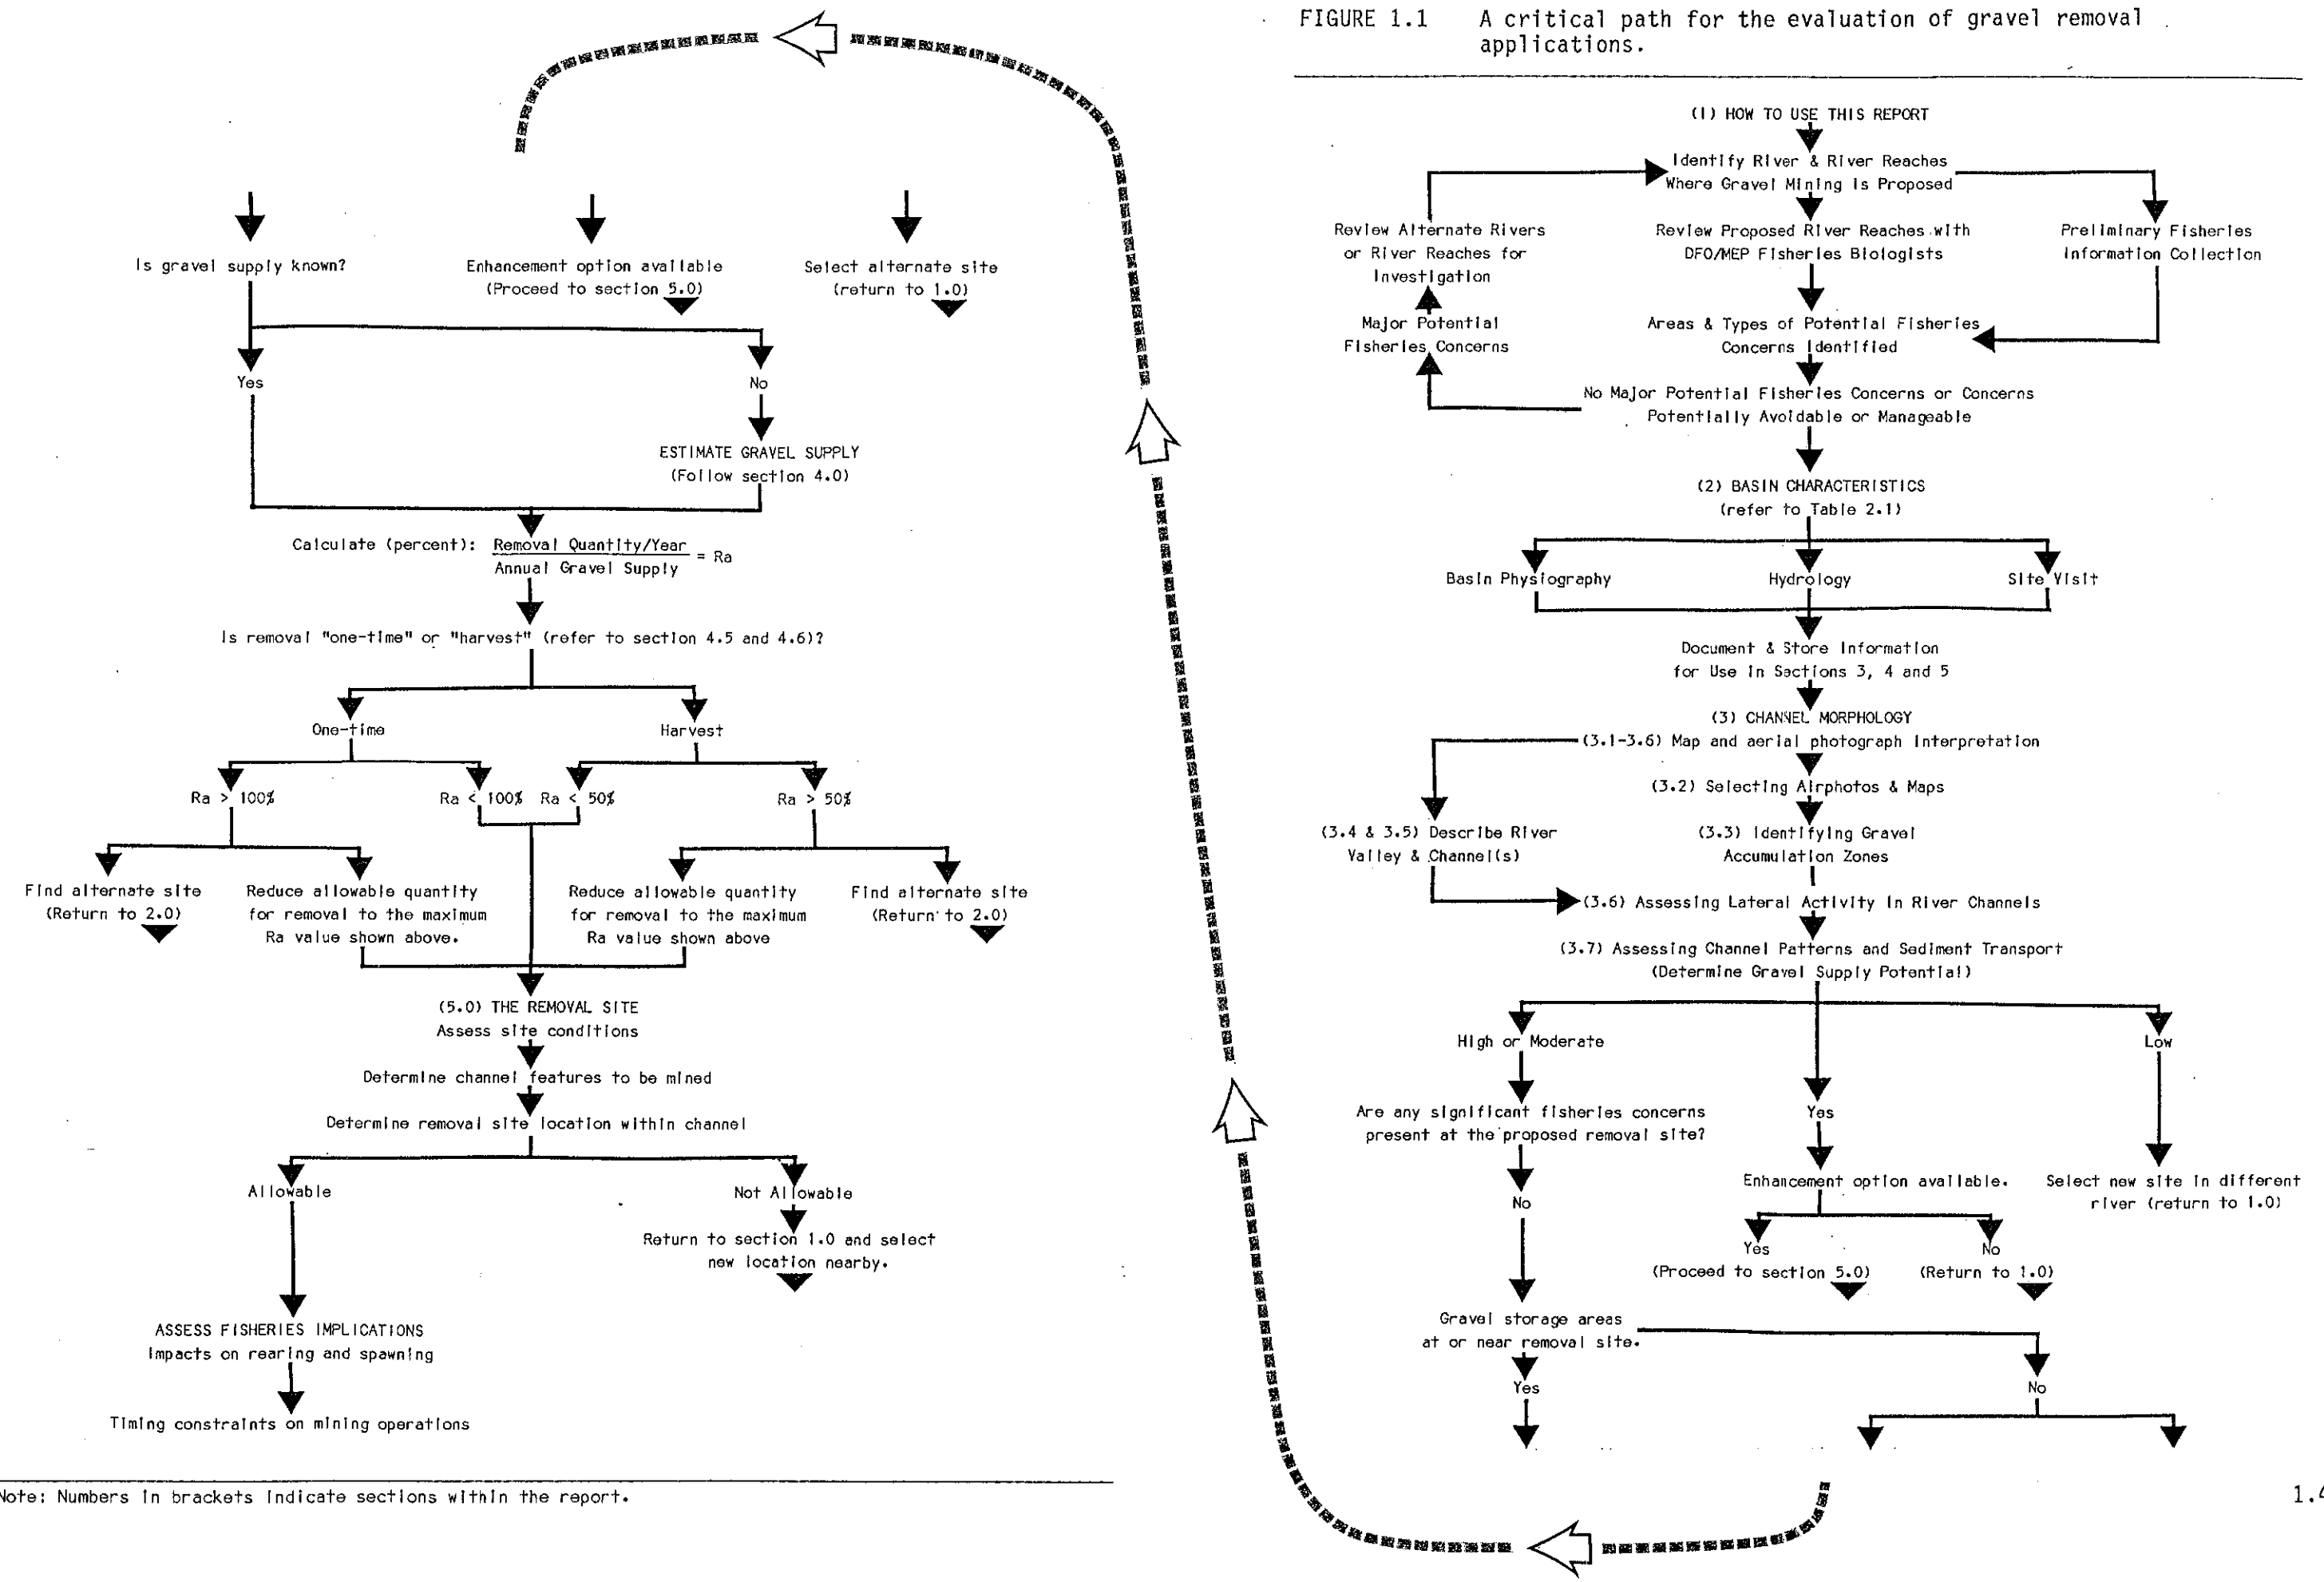 FIGURE 1.1 A critical path for the evaluation of gravel removal
applications.
(1) HOW TO USE THIS REPORT
Identify River & River Reaches
Where Gravel Mining is Proposed
Review Alternate Rivers
or River Reaches for
Investigation
Review Proposed River Reaches with
DFO/MEP Fisheries Biologists
Preliminary Fisheries
Information Collection
Major Potential
Fisheries Concerns
Areas & Types of Potential Fisheries
Concerns Identified
No Major Potential Fisheries Concerns or Concerns
Potentially Avoidable or Manageable
(2) BASIN CHARACTERISTICS
(refer to Table 2.1)
Basin Physiography
Hydrology
Site Visit
Document & Store Information
for Use in Sections 3, 4 and 5
(3) CHANNEL MORPHOLOGY
(3.1-3.6) Map and aerial photograph interpretation
(3.2) Selecting Airphotos & Maps
(3.4 & 3.5) Describe River
Valley & Channel(s)
(3.3) Identifying Gravel
Accumulation Zones
(3.6) Assessing Lateral Activity in River Channels
(3.7) Assessing Channel Patterns and Sediment Transport
(Determine Gravel Supply Potential)
High or Moderate
Low
Are any significant fisheries concerns
present at the proposed removal site?
Yes
No
Enhancement option available.
Select new site in different
river (return to 1.0)
Yes
(Proceed to section 5.0)
No
(Return to 1.0)
Gravel storage areas
at or near removal site.
Yes
No
1.4
Is gravel supply known?
Enhancement option available
(Proceed to section 5.0)
Select alternate site
(return to 1.0)
Yes
No
ESTIMATE GRAVEL SUPPLY
(Follow section 4.0)
Calculate (percent): Removal Quantity/Year = Ra
Annual Gravel Supply
Is removal "one-time" or "harvest" (refer to section 4.5 and 4.6)?
One-time
Harvest
Ra > 100%
Ra < 100%
Ra < 50%
Ra > 50%
Find alternate site
(Return to 2.0)
Reduce allowable quantity
for removal to the maximum
Ra value shown above.
Reduce allowable quantity
for removal to the maximum
Ra value shown above
Find alternate site
(Return to 2.0)
(5.0) THE REMOVAL SITE
Assess site conditions
Determine channel features to be mined
Determine removal site location within channel
Allowable
Not Allowable
Return to section 1.0 and select
new location nearby.
ASSESS FISHERIES IMPLICATIONS
Impacts on rearing and spawning
Timing constraints on mining operations
Note: Numbers in brackets indicate sections within the report.